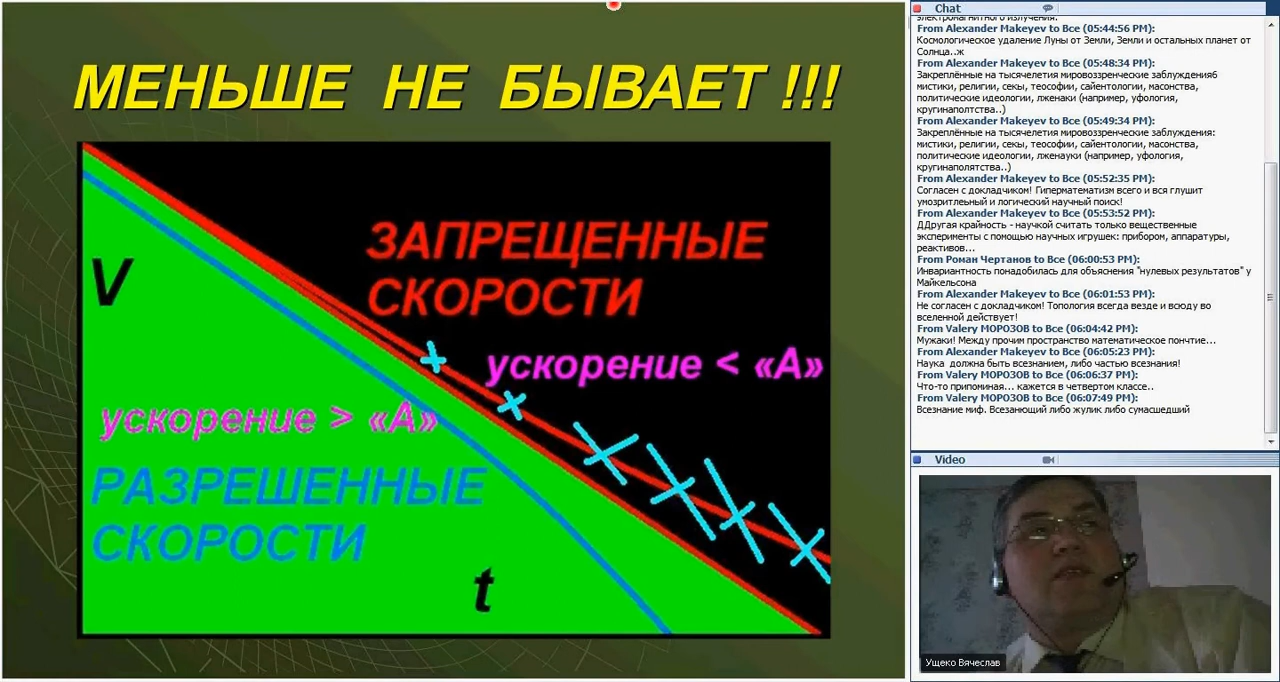 МЕНЬШЕ НЕ БЫВАЕТ !!!
ЗАПРЕЩЕННЫЕ
СКОРОСТИ
V
ускорение < «А»
ускорение > «А»
РАЗРЕШЕННЫЕ
СКОРОСТИ
t
Chat
электромагнитного излучения.
From Alexander Makeyev to Все (05:44:56 PM):
Космологическое удаление Луны от Земли, Земли и остальных планет от
Солнца..ж
From Alexander Makeyev to Все (05:48:34 PM):
Закреплённые на тысячелетия мировоззренческие заблуждения6
мистики, религии, секы, теософии, сайентологии, масонства,
политические идеологии, лженаки (например, уфология,
кругинаполтства..)
From Alexander Makeyev to Все (05:49:34 PM):
Закреплённые на тысячелетия мировоззренческие заблуждения:
мистики, религии, секы, теософии, сайентологии, масонства,
политические идеологии, лженауки (например, уфология,
кругинаполятства..)
From Alexander Makeyev to Все (05:52:35 PM):
Согласен с докладчиком! Гиперматематизм всего и вся глушит
умозритлеьный и логический научный поиск!
From Alexander Makeyev to Все (05:53:52 PM):
ДДругая крайность - научкой считать только вещественные
эксперименты с помощью научных игрушек: прибором, аппаратуры,
реактивов...
From Роман Чертанов to Все (06:00:53 PM):
Инвариантность понадобилась для объяснения "нулевых результатов" у
Майкельсона
From Alexander Makeyev to Все (06:01:53 PM):
Не согласен с докладчиком! Топология всегда везде и всюду во
вселенной действует!
From Valery МОРОЗОВ to Все (06:04:42 PM):
Мужаки! Между прочим пространство математическое пончтие...
From Alexander Makeyev to Все (06:05:23 PM):
Наука должна быть всезнанием, либо частью всезнания!
From Valery МОРОЗОВ to Все (06:06:37 PM):
Что-то припоминая... кажется в четвертом классе..
From Valery МОРОЗОВ to Все (06:07:49 PM):
Всезнание миф. Всезающий либо жулик либо сумасшедший
Video
Ущеко Вячеслав